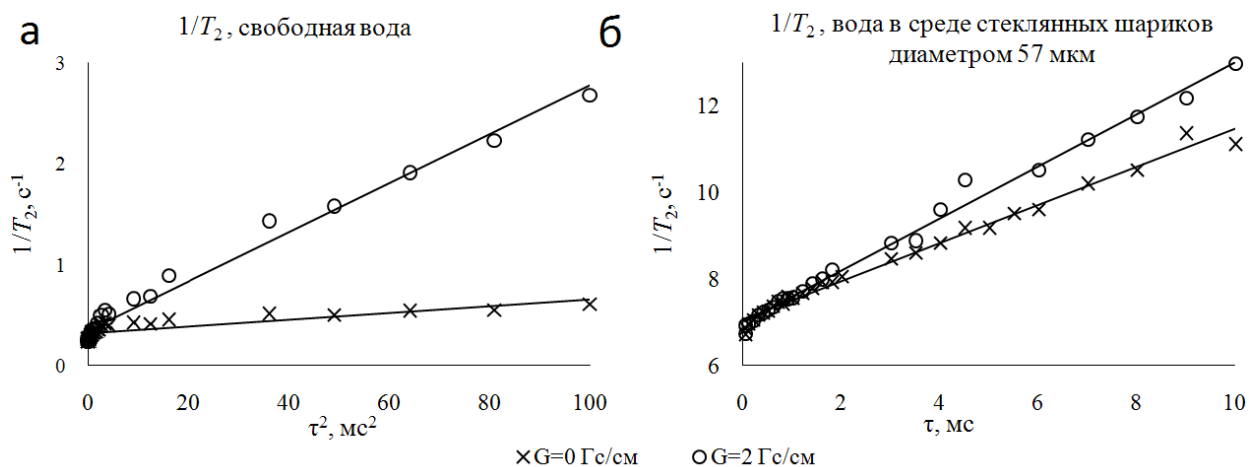 а
1/T₂ , свободная вода
3
2
1
0
1/T₂, с⁻¹
0
20
40
60
80
100
τ², мс²
б
1/T₂ , вода в среде стеклянных шариков
диаметром 57 мкм
12
10
8
6
1/T₂, с⁻¹
0
2
4
6
8
10
τ, мс
G=0 Гс/см
G=2 Гс/см